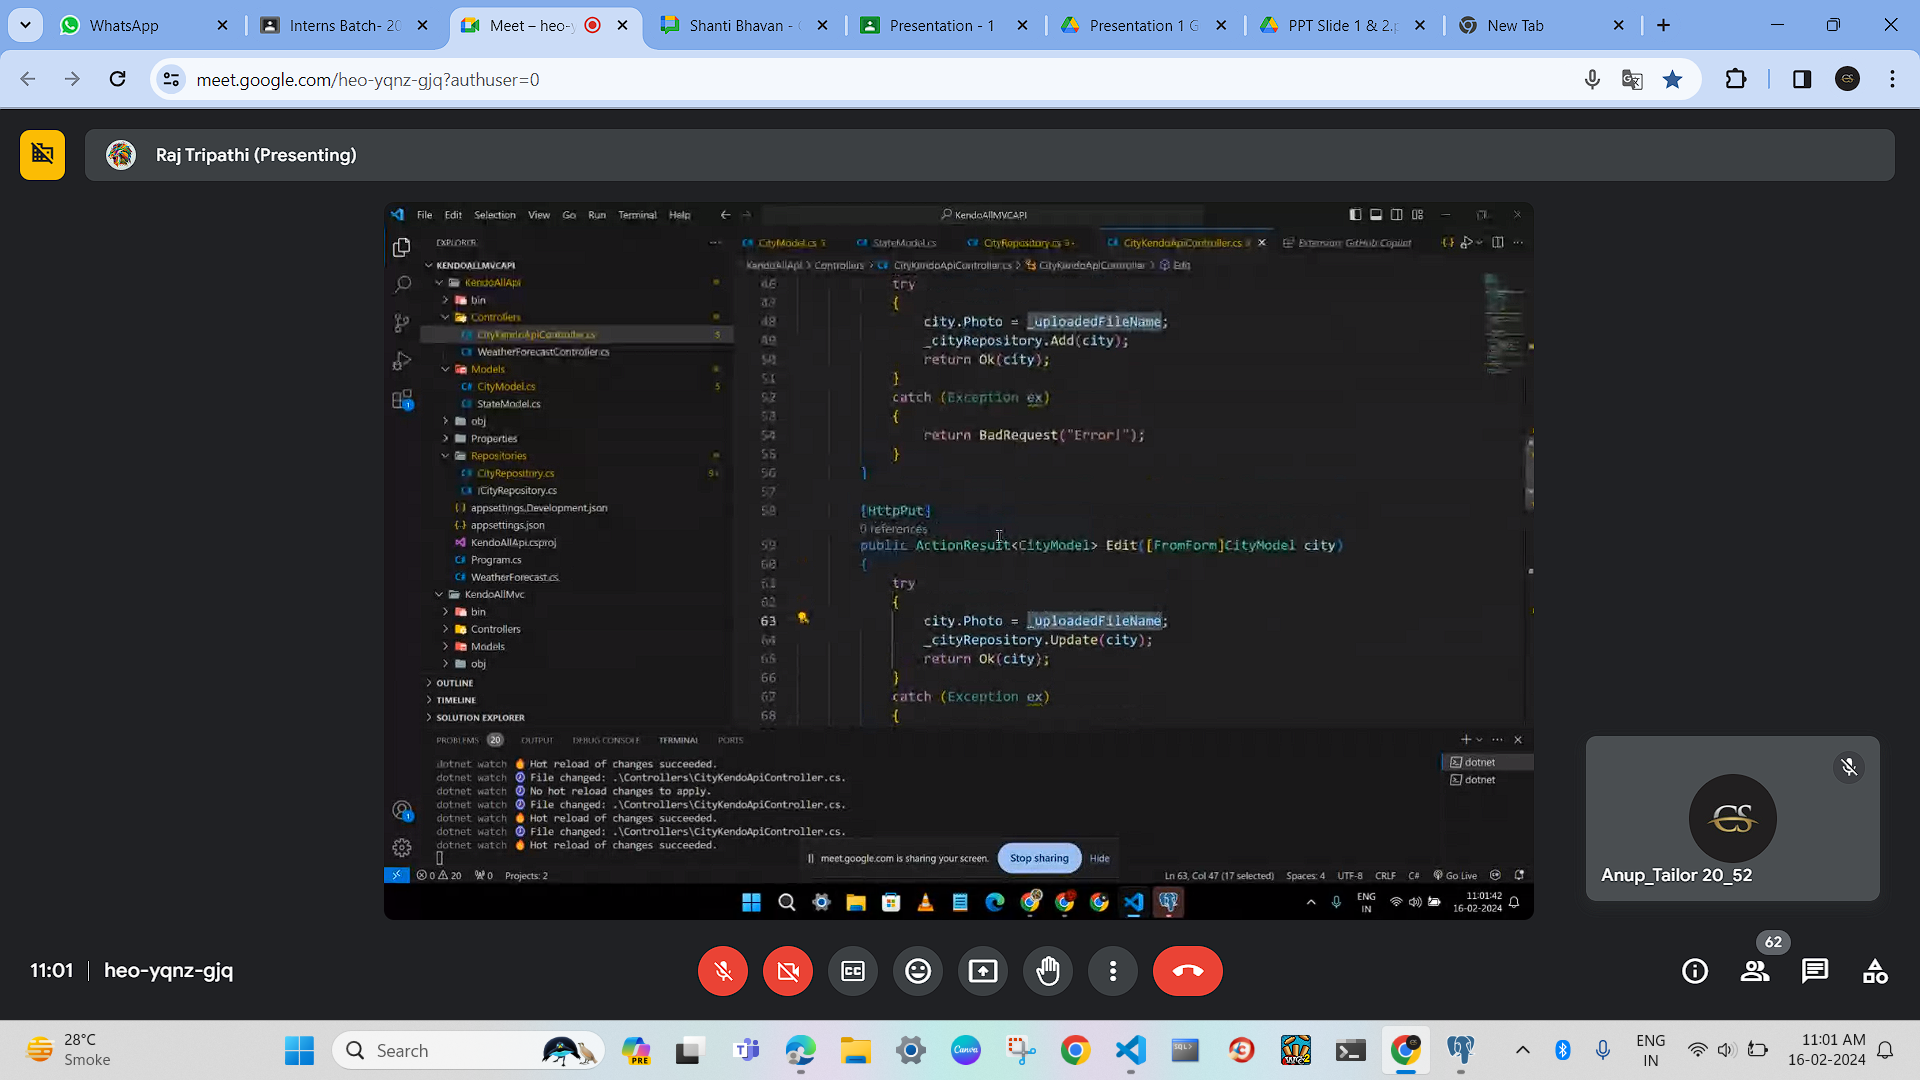 WhatsApp
Interns Batch- 20
Meet – heo-y
Shanti Bhavan - 
Presentation - 1
Presentation 1 G
PPT Slide 1 & 2.p
New Tab
meet.google.com/heo-yqnz-gjq?authuser=0
Raj Tripathi (Presenting)
File Edit Selection View Go Run Terminal Help
KendoAllMVCAPI
EXPLORER
CityModel.cs 5
StateModel.cs
CityRepository.cs 9+
CityKendoApiController.cs 5
Extension: GitHub Copilot
KendoAllApi > Controllers > CityKendoApiController.cs > CityKendoApiController > Edit
KENDOALLMVCAPI
KendoAllApi
bin
Controllers
CityKendoApiController.cs 5
WeatherForecastController.cs
Models
CityModel.cs 5
StateModel.cs
obj
Properties
Repositories
CityRepository.cs 9+
ICityRepository.cs
appsettings.Development.json
appsettings.json
KendoAllApi.csproj
Program.cs
WeatherForecast.cs
KendoAllMvc
bin
Controllers
Models
obj
OUTLINE
TIMELINE
SOLUTION EXPLORER
46 try
47 {
48 city.Photo = _uploadedFileName;
49 _cityRepository.Add(city);
50 return Ok(city);
51 }
52 catch (Exception ex)
53 {
54 return BadRequest("Error!");
55 }
56 }
57
58 [HttpPut]
0 references
59 public ActionResult<CityModel> Edit([FromForm]CityModel city)
60 {
61 try
62 {
63 city.Photo = _uploadedFileName;
64 _cityRepository.Update(city);
65 return Ok(city);
66 }
67 catch (Exception ex)
68 {
PROBLEMS 20 OUTPUT DEBUG CONSOLE TERMINAL PORTS
dotnet watch Hot reload of changes succeeded.
dotnet watch File changed: .\Controllers\CityKendoApiController.cs.
dotnet watch No hot reload changes to apply.
dotnet watch File changed: .\Controllers\CityKendoApiController.cs.
dotnet watch Hot reload of changes succeeded.
dotnet watch File changed: .\Controllers\CityKendoApiController.cs.
dotnet watch Hot reload of changes succeeded.
dotnet
dotnet
meet.google.com is sharing your screen. Stop sharing Hide
0 20 0 Projects: 2 Ln 63, Col 47 (17 selected) Spaces: 4 UTF-8 CRLF C# Go Live
ENG
IN
11:01:42
16-02-2024
CS
Anup_Tailor 20_52
11:01 heo-yqnz-gjq
62
28°C
Smoke
Search
PRE
Canva
SQL>
ENG
IN
11:01 AM
16-02-2024